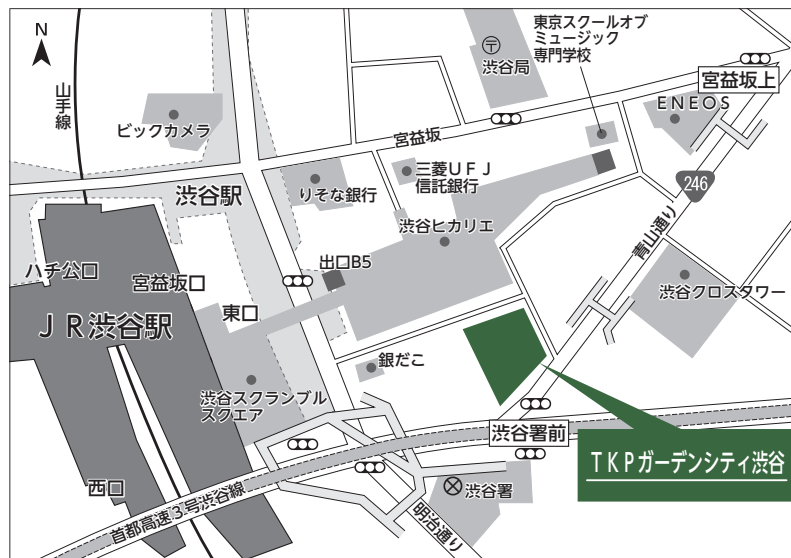 N
山手線
ビックカメラ
〒
渋谷局
東京スクールオブ
ミュージック
専門学校
宮益坂上
ENEOS
宮益坂
三菱UFJ
信託銀行
りそな銀行
渋谷駅
渋谷ヒカリエ
246
青山通り
ハチ公口
宮益坂口
出口B5
東口
JR渋谷駅
渋谷クロスタワー
銀だこ
渋谷スクランブル
スクエア
渋谷署前
TKPガーデンシティ渋谷
西口
首都高速3号渋谷線
渋谷署
明治通り